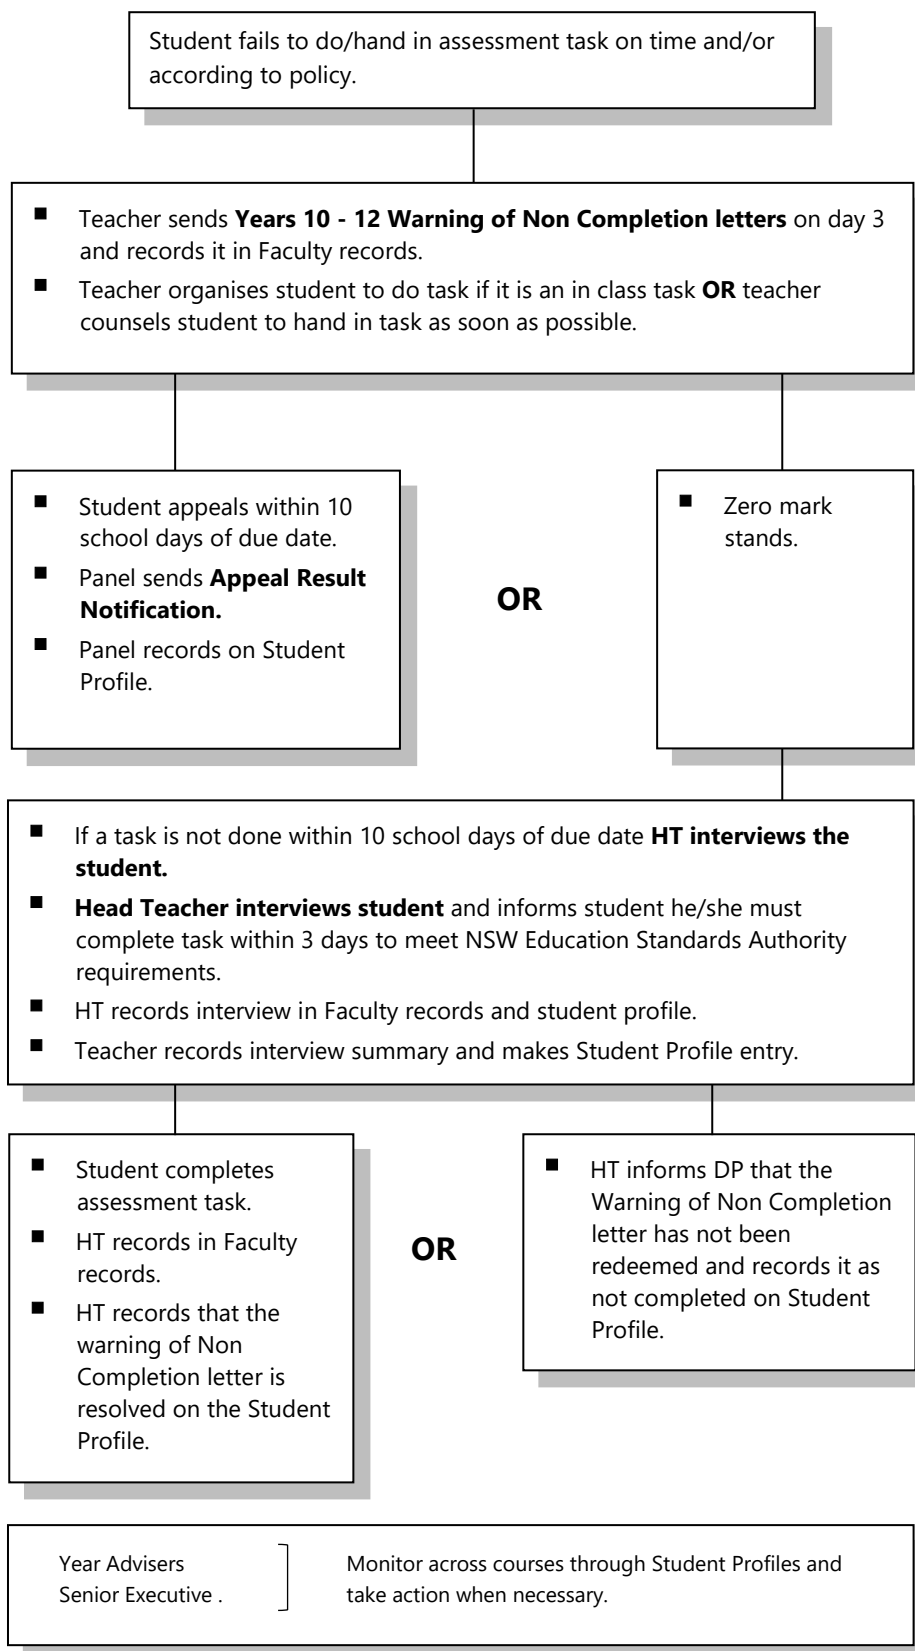 Student fails to do/hand in assessment task on time and/or
according to policy.
■ Teacher sends Years 10 - 12 Warning of Non Completion letters on day 3
and records it in Faculty records.
■ Teacher organises student to do task if it is an in class task OR teacher
counsels student to hand in task as soon as possible.
■ Student appeals within 10
school days of due date.
■ Panel sends Appeal Result
Notification.
■ Panel records on Student
Profile.
OR
■ Zero mark
stands.
■ If a task is not done within 10 school days of due date HT interviews the
student.
■ Head Teacher interviews student and informs student he/she must
complete task within 3 days to meet NSW Education Standards Authority
requirements.
■ HT records interview in Faculty records and student profile.
■ Teacher records interview summary and makes Student Profile entry.
■ Student completes
assessment task.
■ HT records in Faculty
records.
■ HT records that the
warning of Non
Completion letter is
resolved on the Student
Profile.
OR
■ HT informs DP that the
Warning of Non Completion
letter has not been
redeemed and records it as
not completed on Student
Profile.
Year Advisers
Senior Executive .
Monitor across courses through Student Profiles and
take action when necessary.